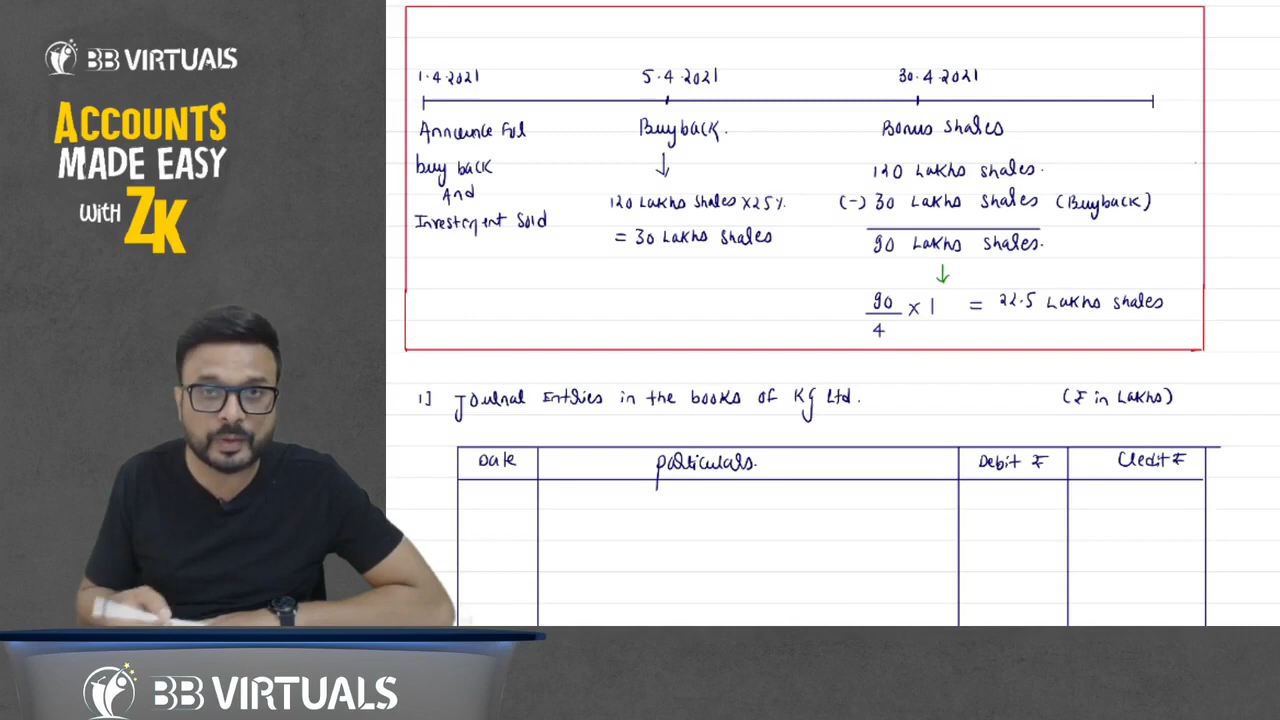 BB VIRTUALS
ACCOUNTS
MADE EASY
WITH ZK
1.4.2021 5.4.2021 30.4.2021
Announce For Buyback. Bonus shares
buy back 120 Lakhs shares.
And 120 Lakhs shares x 25% (-) 30 Lakhs shares (Buyback)
Investment Sold = 30 Lakhs shares 90 Lakhs shares.
90 x 1 = 22.5 Lakhs shares
4
1] Journal Entries in the books of KG Ltd. (₹ in Lakhs)
Date particulars. Debit ₹ Credit ₹
BB VIRTUALS